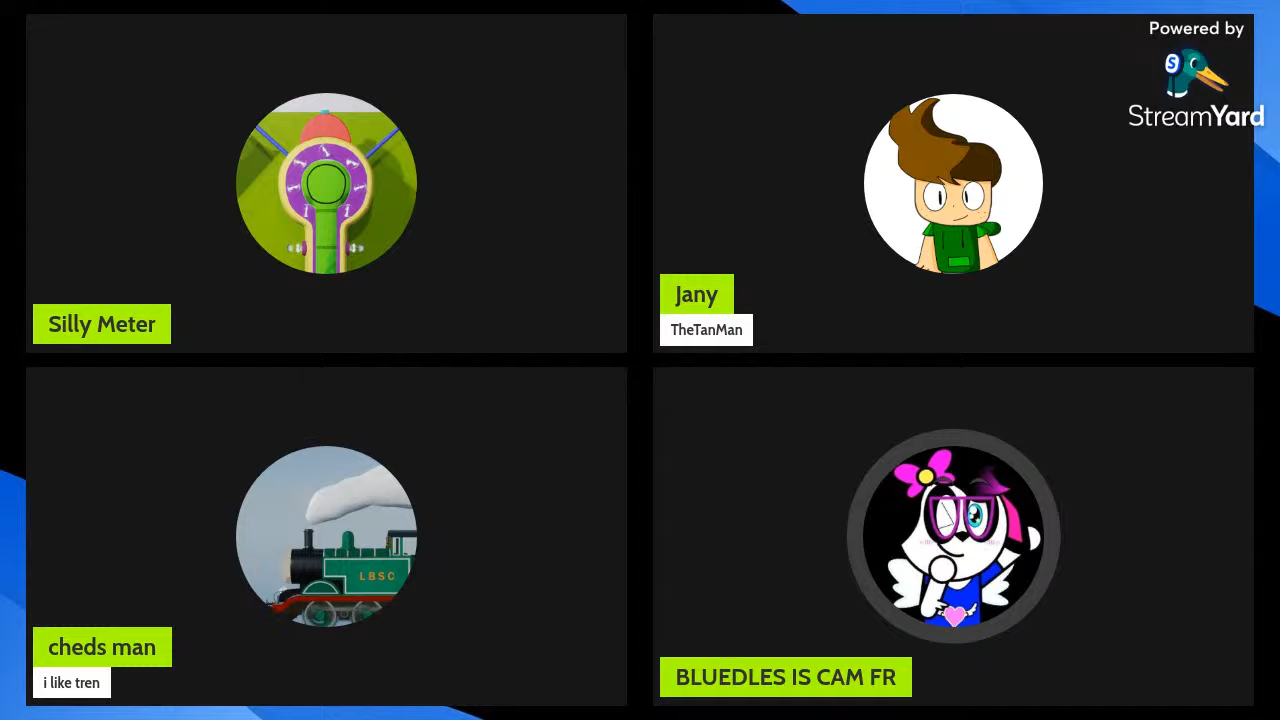 Powered by
S
StreamYard
Silly Meter
Jany
TheTanMan
LBSC
cheds man
i like tren
BLUEDLES IS CAM FR